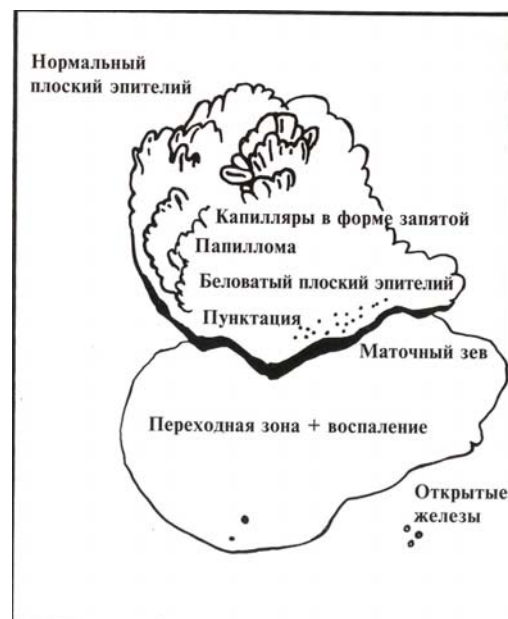 Нормальный
плоский эпителий
Капилляры в форме запятой
Папиллома
Беловатый плоский эпителий
Пунктация
Маточный зев
Переходная зона + воспаление
Открытые
железы